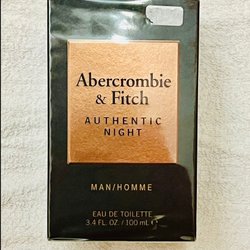 Abercrombie
& Fitch
AUTHENTIC
NIGHT
MAN/HOMME
EAU DE TOILETTE
3.4 FL. OZ. / 100 mL ℮